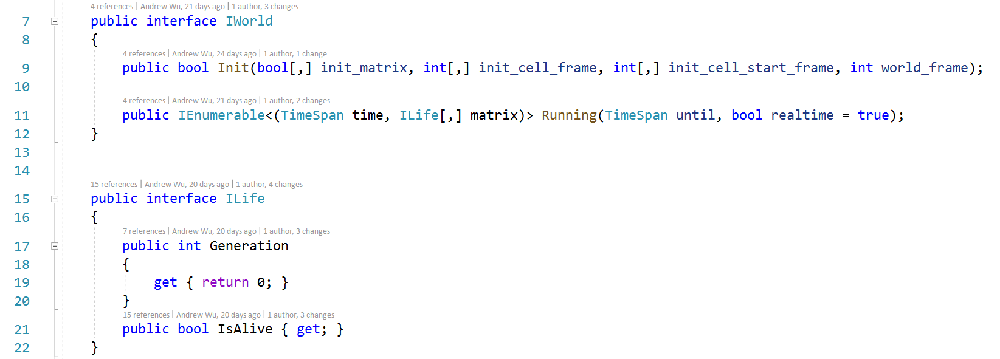 4 references | Andrew Wu, 21 days ago | 1 author, 3 changes
7 public interface IWorld
8 {
4 references | Andrew Wu, 24 days ago | 1 author, 1 change
9 public bool Init(bool[,] init_matrix, int[,] init_cell_frame, int[,] init_cell_start_frame, int world_frame);
10
4 references | Andrew Wu, 21 days ago | 1 author, 2 changes
11 public IEnumerable<(TimeSpan time, ILife[,] matrix)> Running(TimeSpan until, bool realtime = true);
12 }
13
14
15 references | Andrew Wu, 20 days ago | 1 author, 4 changes
15 public interface ILife
16 {
7 references | Andrew Wu, 20 days ago | 1 author, 3 changes
17 public int Generation
18 {
19 get { return 0; }
20 }
15 references | Andrew Wu, 20 days ago | 1 author, 3 changes
21 public bool IsAlive { get; }
22 }